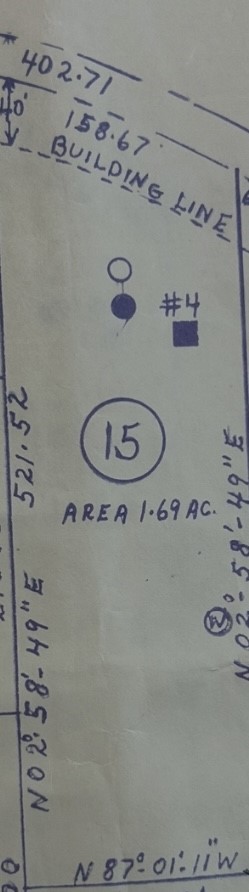 402.71
158.67
40'
BUILDING LINE
#4
15
AREA 1.69 AC.
521.52
N 02°-58'-49" E
N 02°-58'-49" E
W
N 87°-01'-11" W